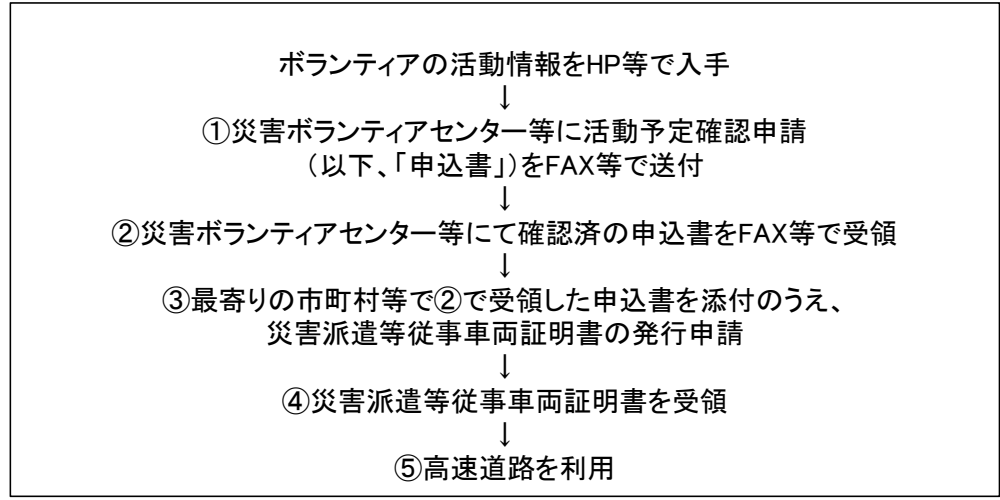 ボランティアの活動情報をHP等で入手
↓
①災害ボランティアセンター等に活動予定確認申請
（以下、「申込書」）をFAX等で送付
↓
②災害ボランティアセンター等にて確認済の申込書をFAX等で受領
↓
③最寄りの市町村等で②で受領した申込書を添付のうえ、
災害派遣等従事車両証明書の発行申請
↓
④災害派遣等従事車両証明書を受領
↓
⑤高速道路を利用